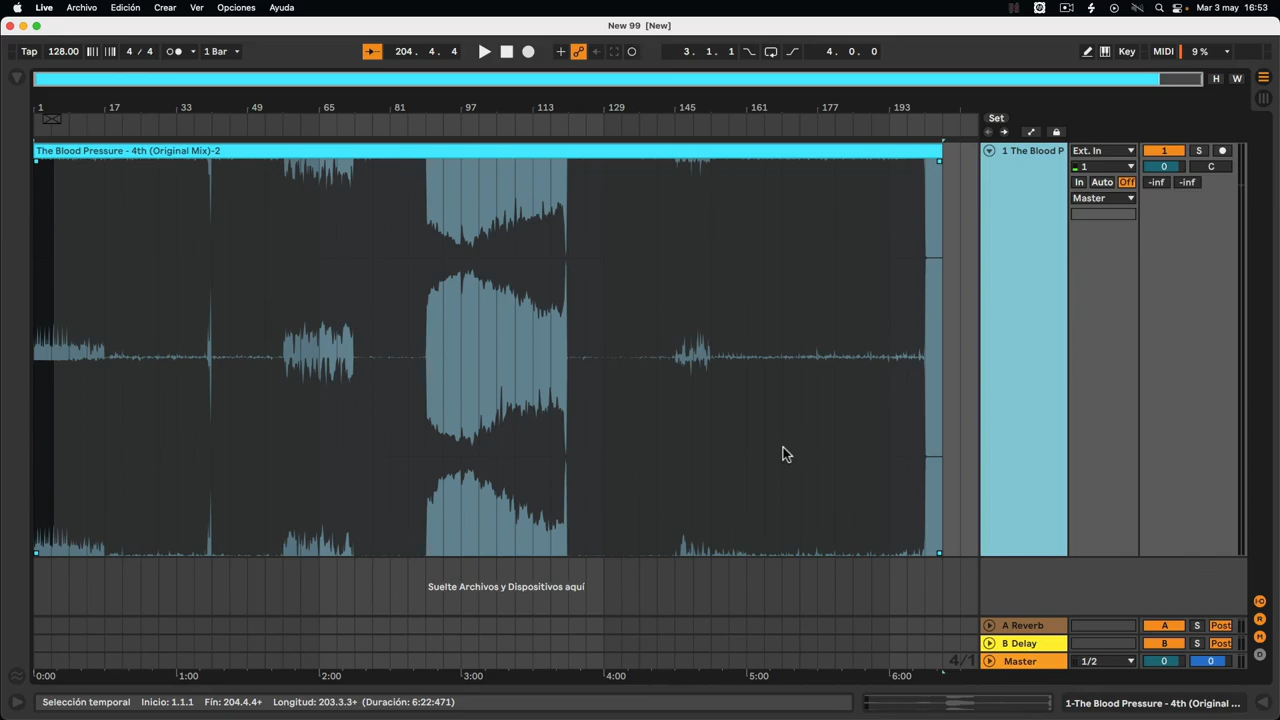 Live Archivo Edición Crear Ver Opciones Ayuda Mar 3 may 16:53
New 99 [New]
Tap 128.00 4 / 4 1 Bar 204. 4. 4 3. 1. 1 4. 0. 0 Key MIDI 9 %
H W
1 17 33 49 65 81 97 113 129 145 161 177 193
Set
The Blood Pressure - 4th (Original Mix)-2 1 The Blood P Ext. In 1 S
1 0 C
In Auto Off -inf -inf
Master
Suelte Archivos y Dispositivos aquí
A Reverb A S Post
B Delay B S Post
4/1 Master 1/2 0 0
0:00 1:00 2:00 3:00 4:00 5:00 6:00
Selección temporal Inicio: 1.1.1 Fín: 204.4.4+ Longitud: 203.3.3+ (Duración: 6:22:471) 1-The Blood Pressure - 4th (Original ...